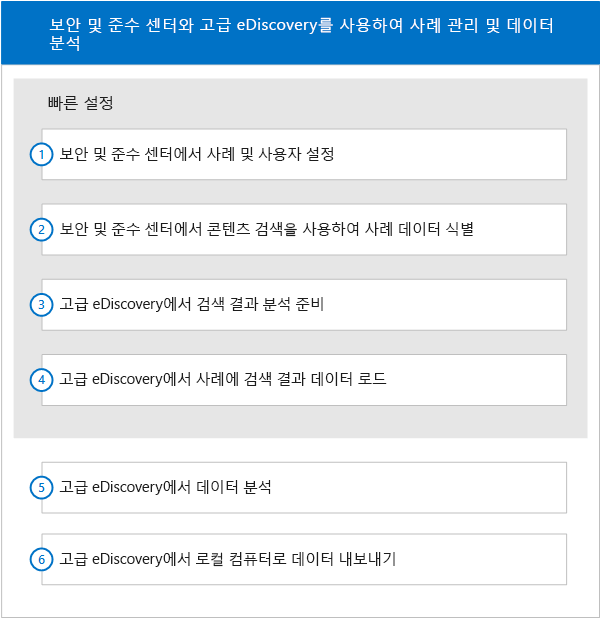 보안 및 준수 센터와 고급 eDiscovery를 사용하여 사례 관리 및 데이터
분석
빠른 설정
1 보안 및 준수 센터에서 사례 및 사용자 설정
2 보안 및 준수 센터에서 콘텐츠 검색을 사용하여 사례 데이터 식별
3 고급 eDiscovery에서 검색 결과 분석 준비
4 고급 eDiscovery에서 사례에 검색 결과 데이터 로드
5 고급 eDiscovery에서 데이터 분석
6 고급 eDiscovery에서 로컬 컴퓨터로 데이터 내보내기